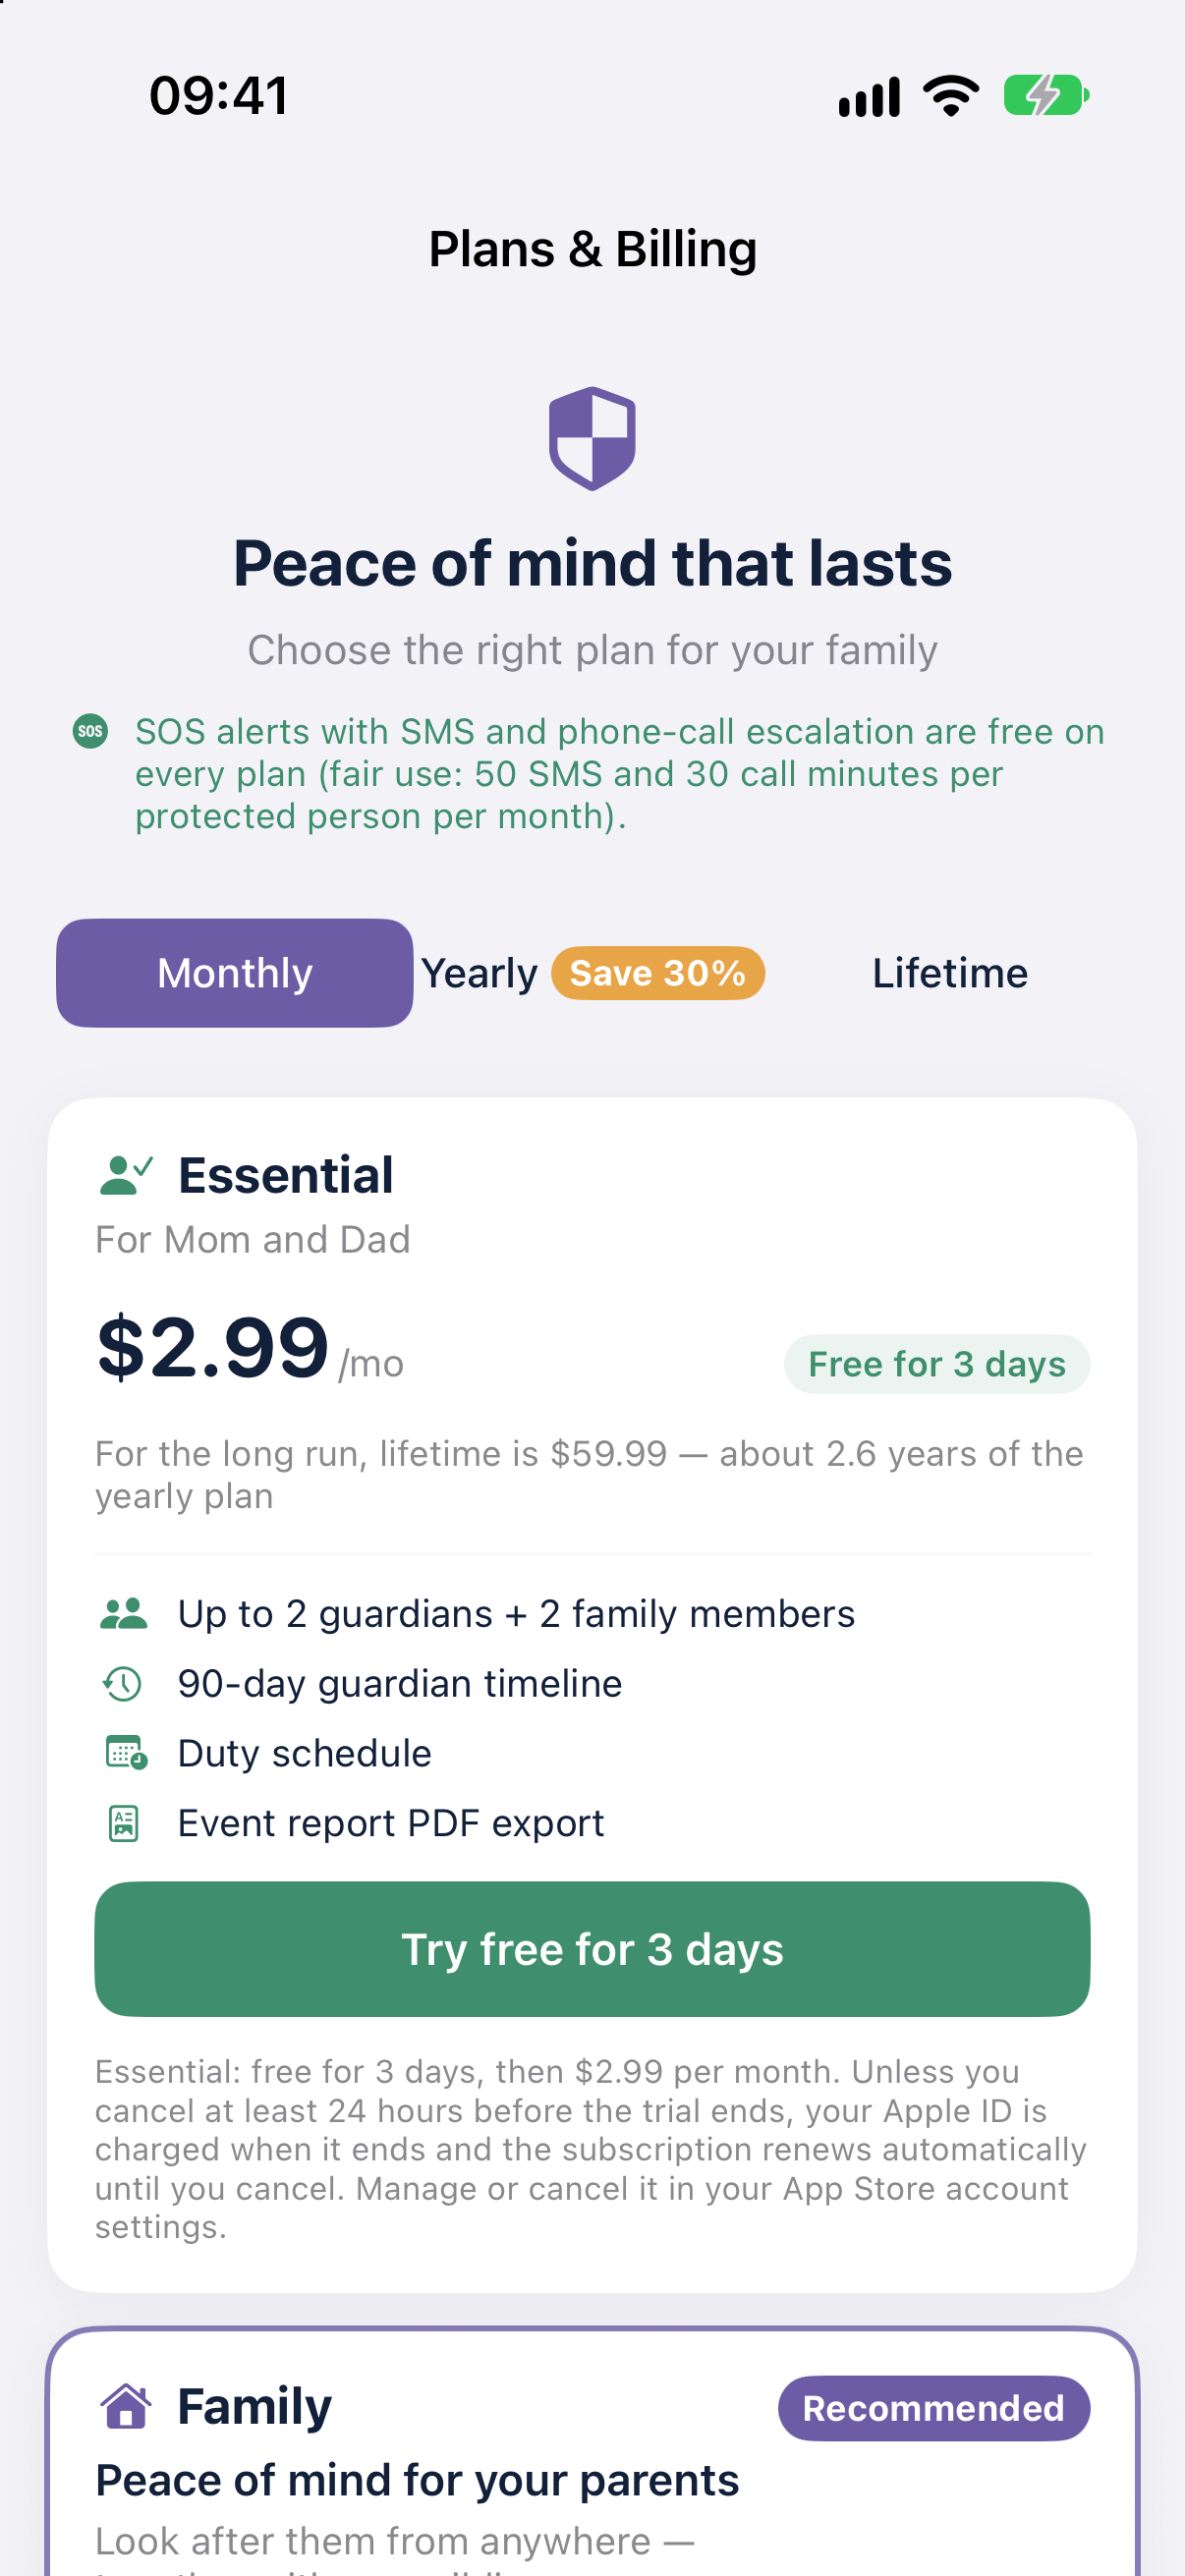 09:41
Plans & Billing
Peace of mind that lasts
Choose the right plan for your family
SOS
SOS alerts with SMS and phone-call escalation are free on
every plan (fair use: 50 SMS and 30 call minutes per
protected person per month).
Monthly
Yearly Save 30%
Lifetime
Essential
For Mom and Dad
$2.99 /mo
Free for 3 days
For the long run, lifetime is $59.99 — about 2.6 years of the
yearly plan
Up to 2 guardians + 2 family members
90-day guardian timeline
Duty schedule
Event report PDF export
Try free for 3 days
Essential: free for 3 days, then $2.99 per month. Unless you
cancel at least 24 hours before the trial ends, your Apple ID is
charged when it ends and the subscription renews automatically
until you cancel. Manage or cancel it in your App Store account
settings.
Family
Recommended
Peace of mind for your parents
Look after them from anywhere —